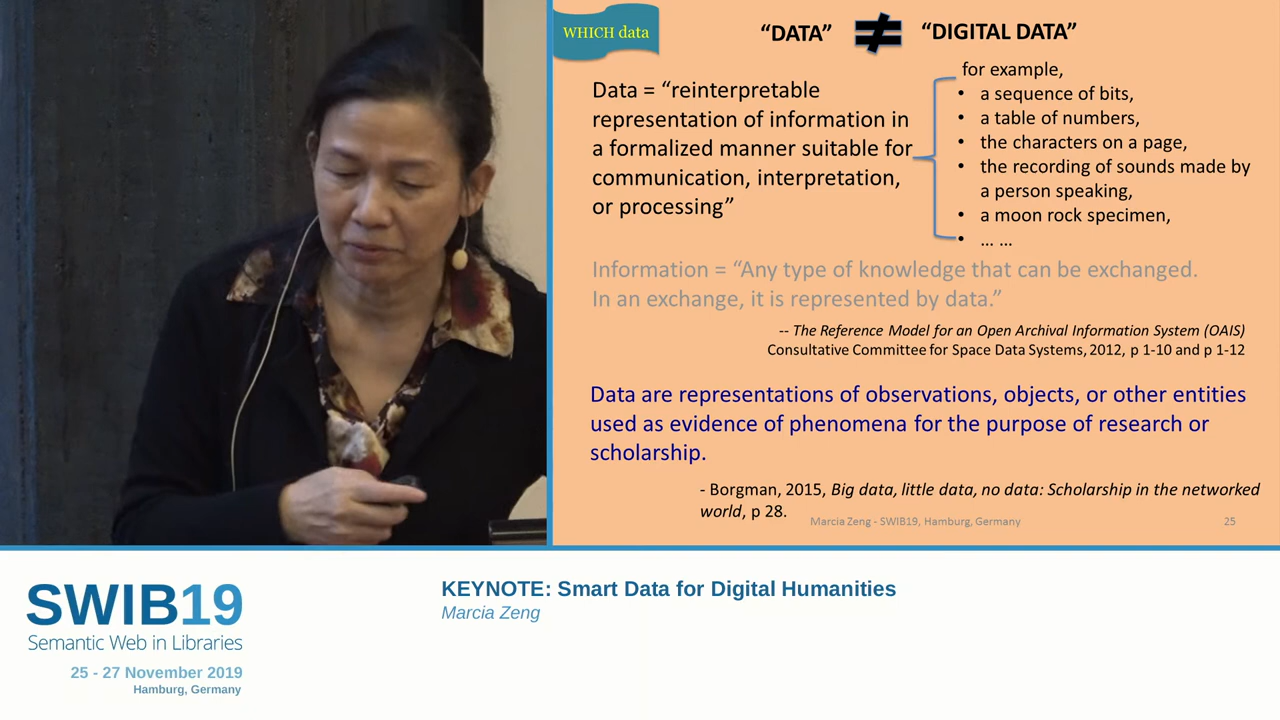 WHICH data
“DATA” ≠ “DIGITAL DATA”
Data = “reinterpretable
representation of information in
a formalized manner suitable for
communication, interpretation,
or processing”
for example,
• a sequence of bits,
• a table of numbers,
• the characters on a page,
• the recording of sounds made by
a person speaking,
• a moon rock specimen,
• … …
Information = “Any type of knowledge that can be exchanged.
In an exchange, it is represented by data.”
-- The Reference Model for an Open Archival Information System (OAIS)
Consultative Committee for Space Data Systems, 2012, p 1-10 and p 1-12
Data are representations of observations, objects, or other entities
used as evidence of phenomena for the purpose of research or
scholarship.
- Borgman, 2015, Big data, little data, no data: Scholarship in the networked
world, p 28.
Marcia Zeng - SWIB19, Hamburg, Germany
25
SWIB19
Semantic Web in Libraries
25 - 27 November 2019
Hamburg, Germany
KEYNOTE: Smart Data for Digital Humanities
Marcia Zeng